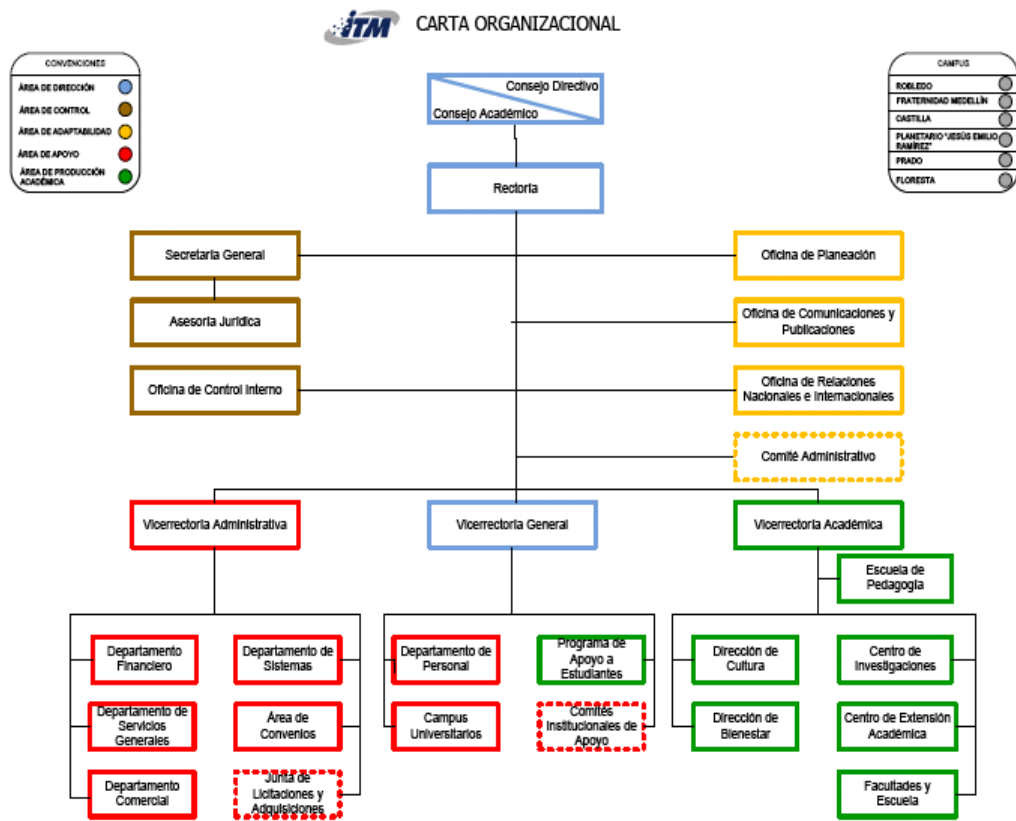 ITM
CARTA ORGANIZACIONAL
CONVENCIONES
ÁREA DE DIRECCIÓN
ÁREA DE CONTROL
ÁREA DE ADAPTABILIDAD
ÁREA DE APOYO
ÁREA DE PRODUCCIÓN
ACADÉMICA
CAMPUS
ROBLEDO
FRATERNIDAD MEDELLÍN
CASTILLA
PLANETARIO "JESÚS EMILIO
RAMÍREZ"
PRADO
FLORESTA
Consejo Directivo
Consejo Académico
Rectoría
Secretaría General
Oficina de Planeación
Asesoría Jurídica
Oficina de Comunicaciones y
Publicaciones
Oficina de Control Interno
Oficina de Relaciones
Nacionales e Internacionales
Comité Administrativo
Vicerrectoría Administrativa
Vicerrectoría General
Vicerrectoría Académica
Escuela de
Pedagogía
Departamento
Financiero
Departamento de
Sistemas
Departamento de
Personal
Programa de
Apoyo a
Estudiantes
Dirección de
Cultura
Centro de
Investigaciones
Departamento de
Servicios
Generales
Área de
Convenios
Campus
Universitarios
Comités
Institucionales de
Apoyo
Dirección de
Bienestar
Centro de Extensión
Académica
Departamento
Comercial
Junta de
Licitaciones y
Adquisiciones
Facultades y
Escuela